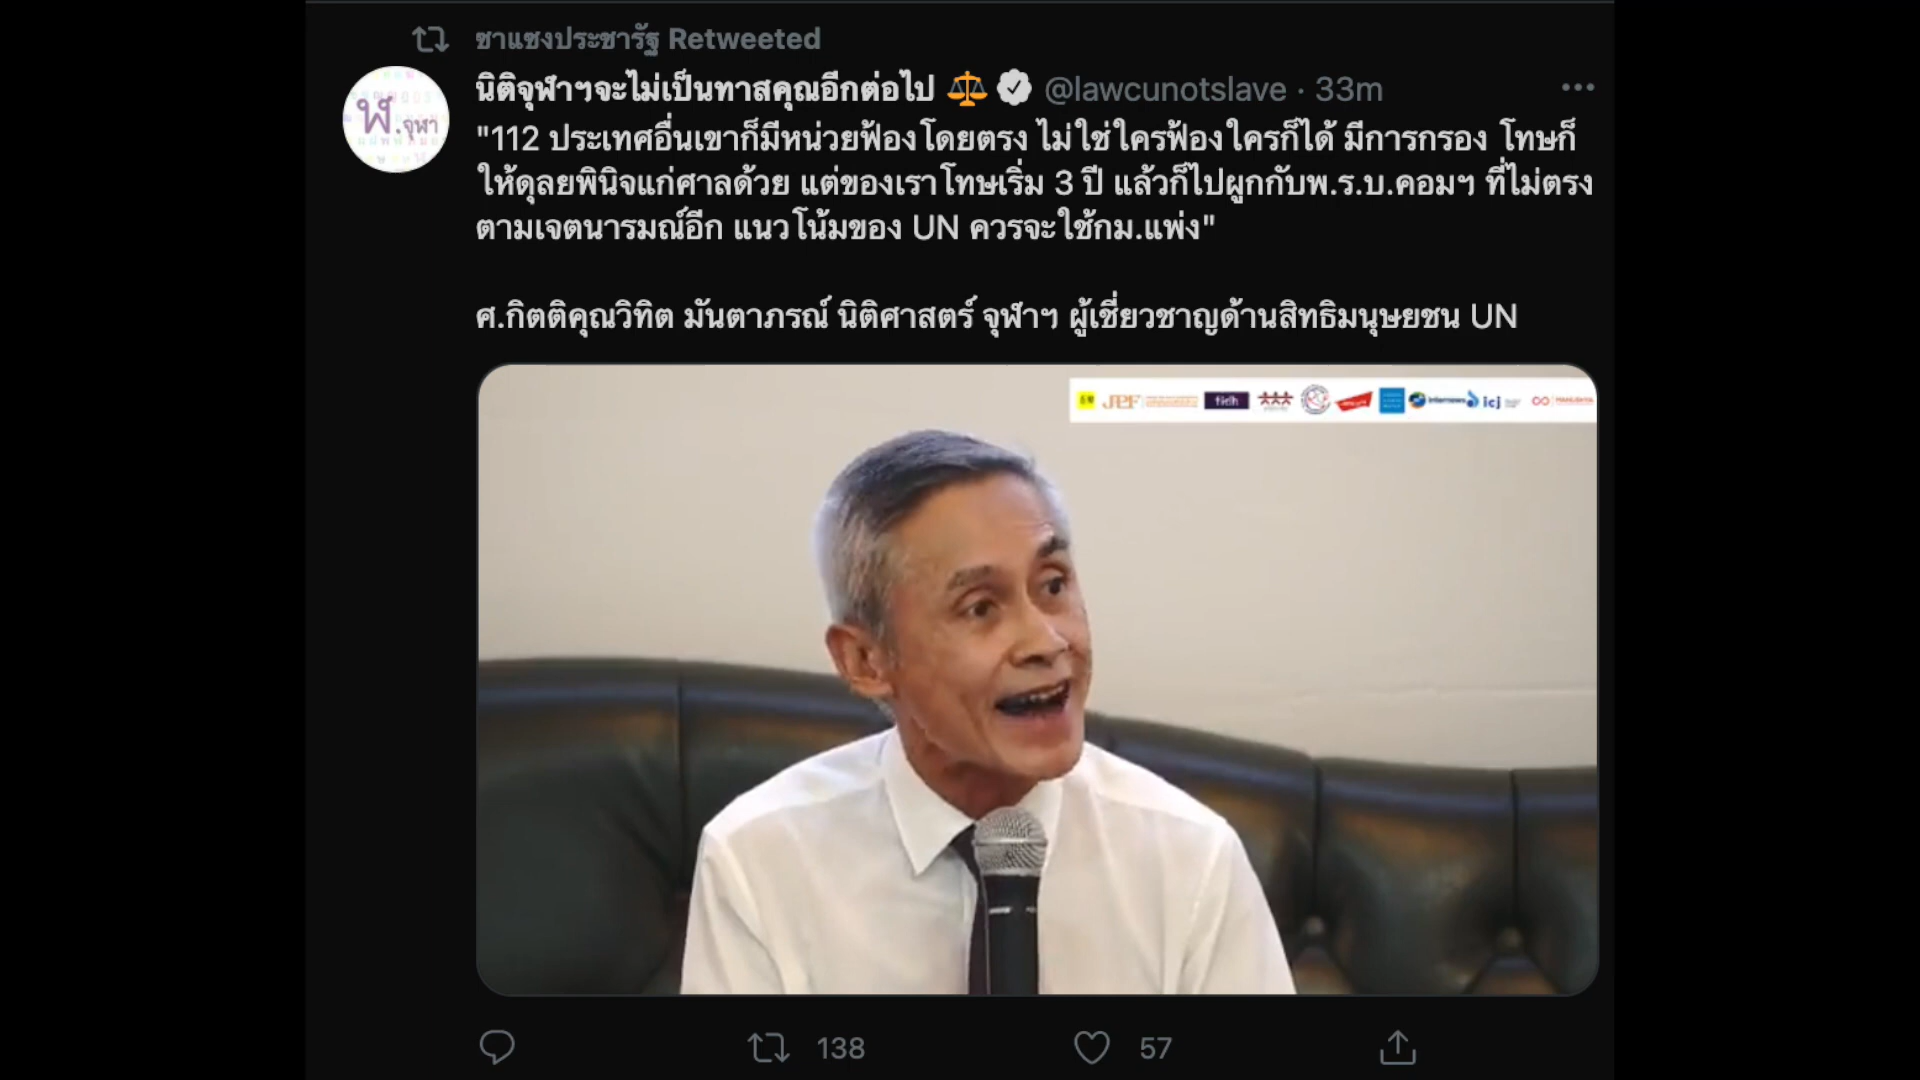 ชาแซงประชารัฐ Retweeted
นิติจุฬาฯจะไม่เป็นทาสคุณอีกต่อไป @lawcunotslave · 33m
"112 ประเทศอื่นเขาก็มีหน่วยฟ้องโดยตรง ไม่ใช่ใครฟ้องใครก็ได้ มีการกรอง โทษก็
ให้ดุลยพินิจแก่ศาลด้วย แต่ของเราโทษเริ่ม 3 ปี แล้วก็ไปผูกกับพ.ร.บ.คอมฯ ที่ไม่ตรง
ตามเจตนารมณ์อีก แนวโน้มของ UN ควรจะใช้กม.แพ่ง"
ศ.กิตติคุณวิทิต มันตาภรณ์ นิติศาสตร์ จุฬาฯ ผู้เชี่ยวชาญด้านสิทธิมนุษยชน UN
ฬ.จุฬา
fidh
internews
icj
138
57